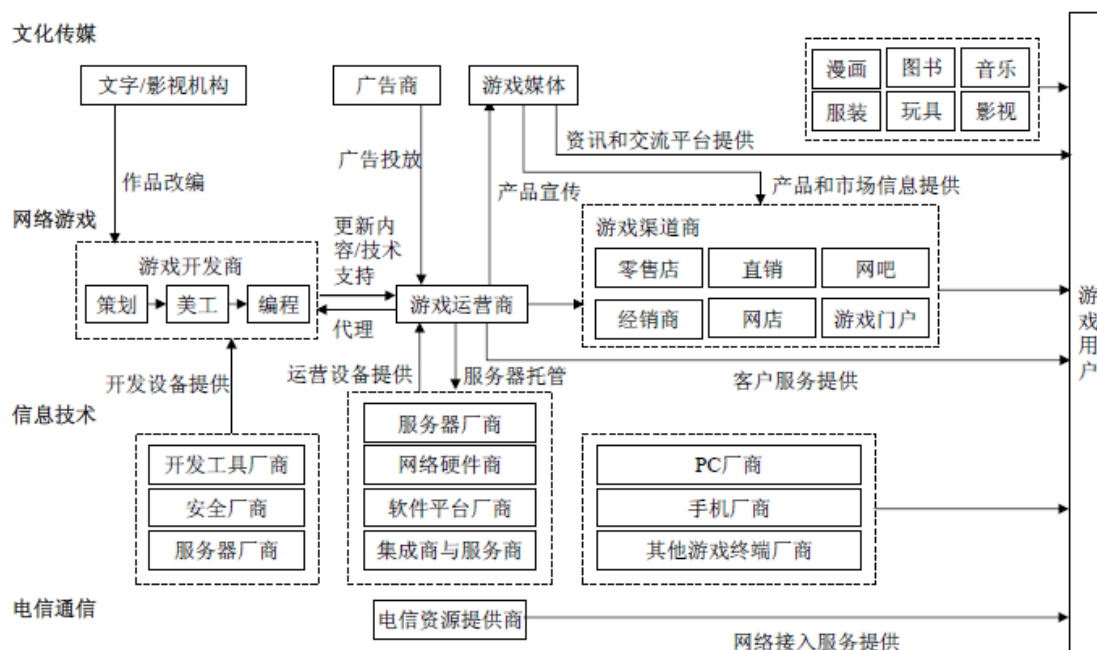 文化传媒
文字/影视机构
广告商
游戏媒体
漫画
图书
音乐
服装
玩具
影视
作品改编
广告投放
资讯和交流平台提供
产品宣传
产品和市场信息提供
网络游戏
游戏开发商
策划
美工
编程
更新内
容/技术
支持
代理
游戏运营商
游戏渠道商
零售店
直销
网吧
经销商
网店
游戏门户
游
戏
用
户
开发设备提供
运营设备提供
服务器托管
客户服务提供
信息技术
开发工具厂商
安全厂商
服务器厂商
服务器厂商
网络硬件商
软件平台厂商
集成商与服务商
PC厂商
手机厂商
其他游戏终端厂商
电信通信
电信资源提供商
网络接入服务提供